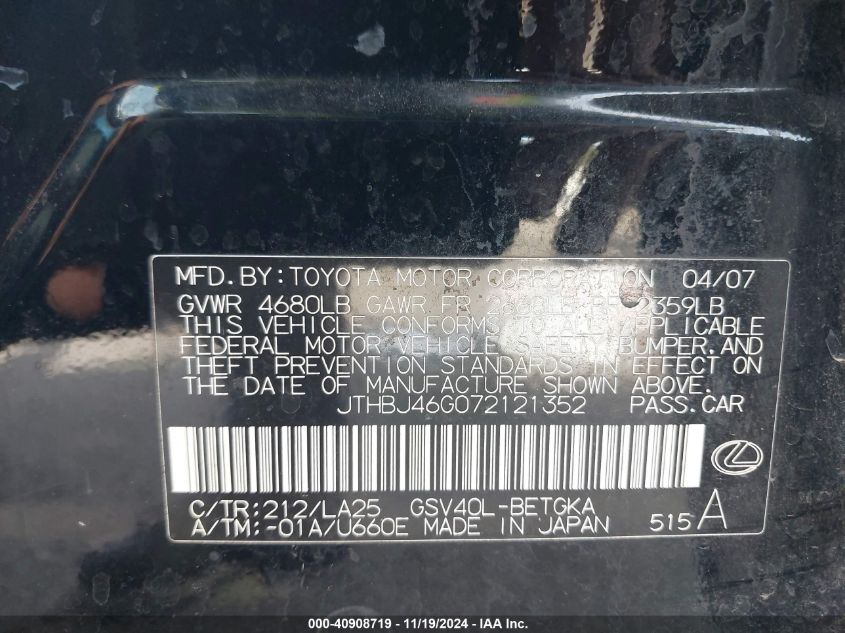 MFD.BY:TOYOTA MOTOR CORPORATION 04/07
GVWR 4680LB GAWR FR LB RR 2359LB
THIS VEHICLE CONFORMS TO ALL APPLICABLE
FEDERAL MOTOR VEHICLE SAFETY,BUMPER,AND
THEFT PREVENTION STANDARDS IN EFFECT ON
THE DATE OF MANUFACTURE SHOWN ABOVE.
JTHBJ46G072121352 PASS.CAR
C/TR:212/LA25 GSV40L-BETGKA
A/TM:-01A/U660E MADE IN JAPAN 515 A
000-40908719 - 11/19/2024 - © IAA, Inc.